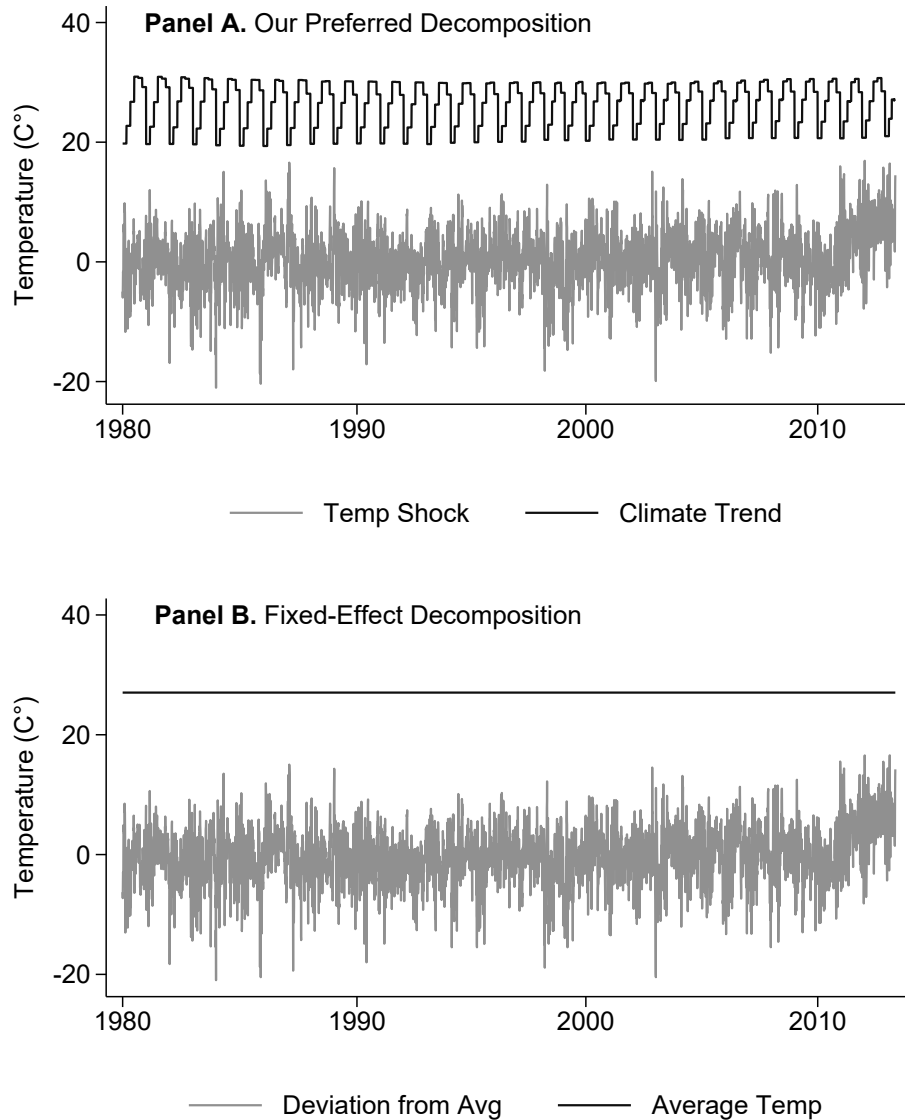 Panel A. Our Preferred Decomposition
Temperature (C°)
40
20
0
-20
1980 1990 2000 2010
Temp Shock Climate Trend
Panel B. Fixed-Effect Decomposition
Temperature (C°)
40
20
0
-20
1980 1990 2000 2010
Deviation from Avg Average Temp